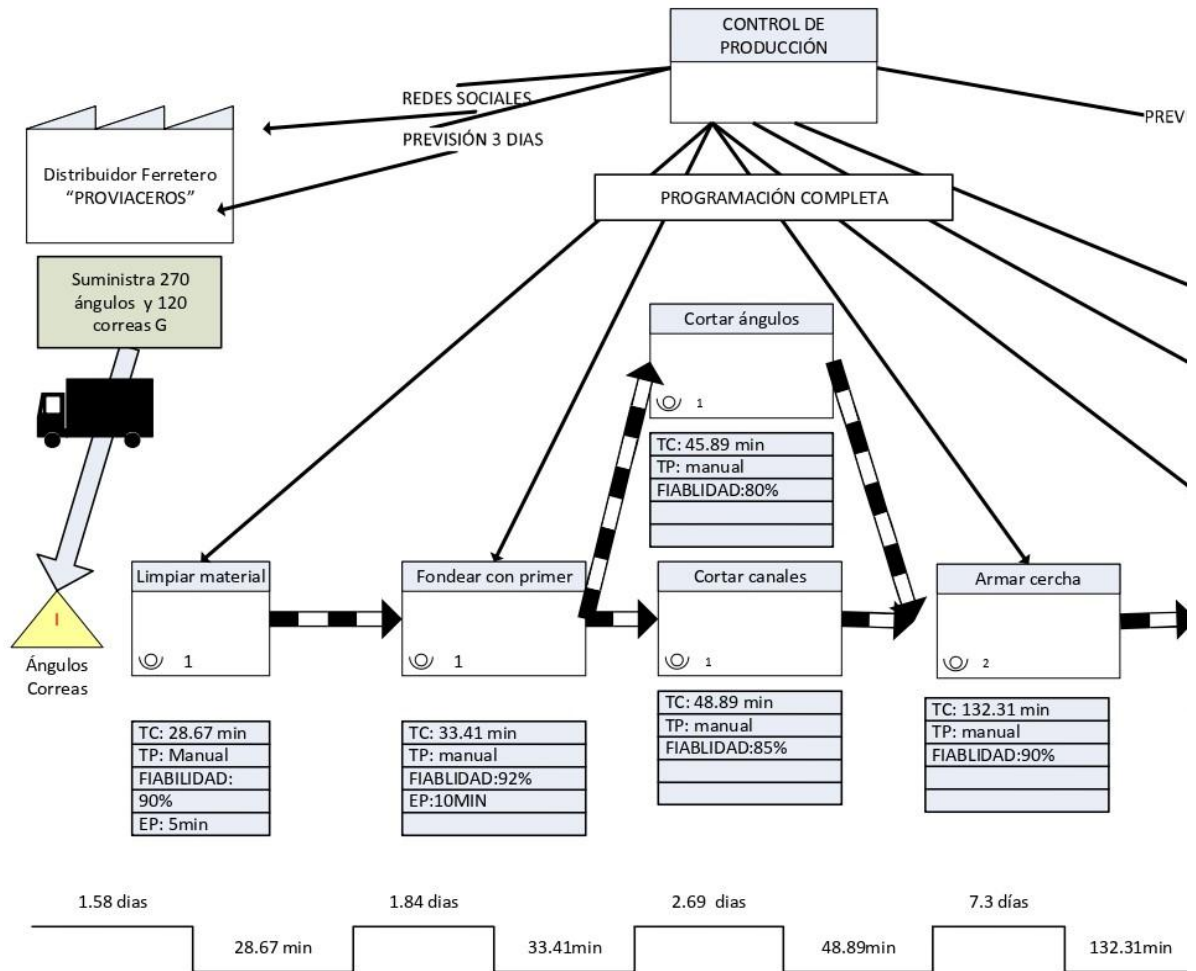 CONTROL DE
PRODUCCIÓN
REDES SOCIALES
PREVISIÓN 3 DIAS
PREVI
Distribuidor Ferretero
“PROVIACEROS”
PROGRAMACIÓN COMPLETA
Suministra 270
ángulos y 120
correas G
Cortar ángulos
1
TC: 45.89 min
TP: manual
FIABLIDAD:80%
I
Ángulos
Correas
Limpiar material
1
TC: 28.67 min
TP: Manual
FIABILIDAD:
90%
EP: 5min
Fondear con primer
1
TC: 33.41 min
TP: manual
FIABLIDAD:92%
EP:10MIN
Cortar canales
1
TC: 48.89 min
TP: manual
FIABLIDAD:85%
Armar cercha
2
TC: 132.31 min
TP: manual
FIABLIDAD:90%
1.58 dias
1.84 dias
2.69 dias
7.3 días
28.67 min
33.41min
48.89min
132.31min